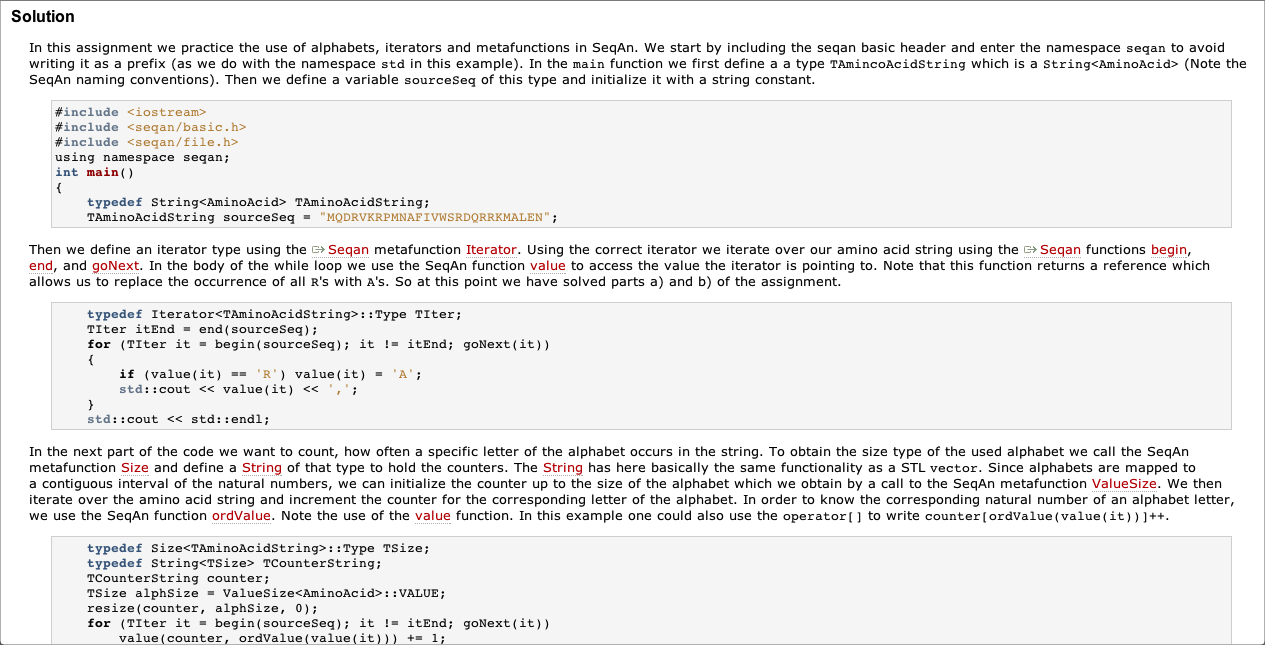 Solution
In this assignment we practice the use of alphabets, iterators and metafunctions in SeqAn. We start by including the seqan basic header and enter the namespace seqan to avoid
writing it as a prefix (as we do with the namespace std in this example). In the main function we first define a a type TAmincoAcidString which is a String<AminoAcid> (Note the
SeqAn naming conventions). Then we define a variable sourceSeq of this type and initialize it with a string constant.
#include <iostream>
#include <seqan/basic.h>
#include <seqan/file.h>
using namespace seqan;
int main()
{
    typedef String<AminoAcid> TAminoAcidString;
    TAminoAcidString sourceSeq = "MQDRVKRPMNAFIVWSRDQRRKMALEN";
Then we define an iterator type using the Seqan metafunction Iterator. Using the correct iterator we iterate over our amino acid string using the Seqan functions begin,
end, and goNext. In the body of the while loop we use the SeqAn function value to access the value the iterator is pointing to. Note that this function returns a reference which
allows us to replace the occurrence of all R's with A's. So at this point we have solved parts a) and b) of the assignment.
    typedef Iterator<TAminoAcidString>::Type TIter;
    TIter itEnd = end(sourceSeq);
    for (TIter it = begin(sourceSeq); it != itEnd; goNext(it))
    {
        if (value(it) == 'R') value(it) = 'A';
        std::cout << value(it) << ',';
    }
    std::cout << std::endl;
In the next part of the code we want to count, how often a specific letter of the alphabet occurs in the string. To obtain the size type of the used alphabet we call the SeqAn
metafunction Size and define a String of that type to hold the counters. The String has here basically the same functionality as a STL vector. Since alphabets are mapped to
a contiguous interval of the natural numbers, we can initialize the counter up to the size of the alphabet which we obtain by a call to the SeqAn metafunction ValueSize. We then
iterate over the amino acid string and increment the counter for the corresponding letter of the alphabet. In order to know the corresponding natural number of an alphabet letter,
we use the SeqAn function ordValue. Note the use of the value function. In this example one could also use the operator[] to write counter[ordValue(value(it))]++.
    typedef Size<TAminoAcidString>::Type TSize;
    typedef String<TSize> TCounterString;
    TCounterString counter;
    TSize alphSize = ValueSize<AminoAcid>::VALUE;
    resize(counter, alphSize, 0);
    for (TIter it = begin(sourceSeq); it != itEnd; goNext(it))
        value(counter, ordValue(value(it))) += 1;